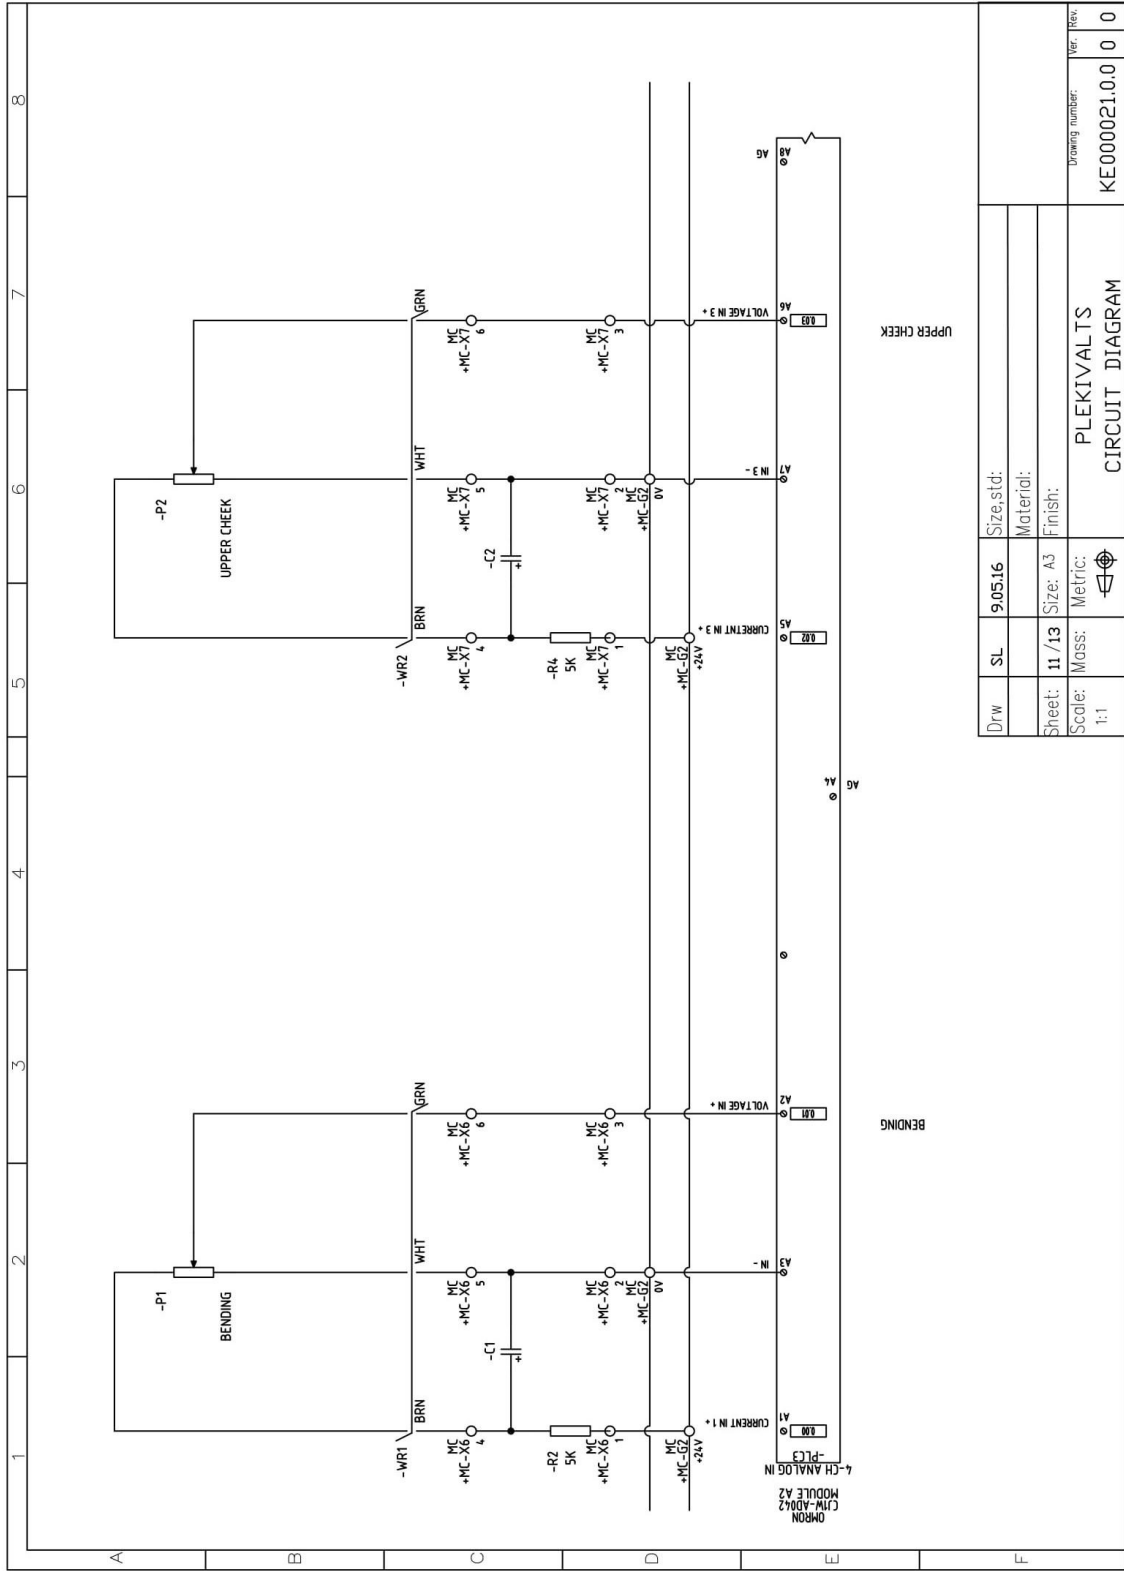 1 2 3 4 5 6 7 8
A
B
C
D
E
F
-P1
BENDING
-P2
UPPER CHEEK
-WR1
BRN
WHT
GRN
-WR2
BRN
WHT
GRN
MC
+MC-X6
4
MC
+MC-X6
5
MC
+MC-X6
6
MC
+MC-X7
4
MC
+MC-X7
5
MC
+MC-X7
6
-C1
+
-C2
+
-R2
5K
-R4
5K
MC
+MC-X6
1
MC
+MC-X6
2
MC
+MC-X6
3
MC
+MC-X7
1
MC
+MC-X7
2
MC
+MC-X7
3
MC
+MC-G2
0V
MC
+MC-G2
0V
MC
+MC-G2
+24V
MC
+MC-G2
+24V
CURRENT IN 1 +
IN -
VOLTAGE IN +
CURRETNT IN 3 +
IN 3 -
VOLTAGE IN 3 +
AG
A1
A3
A2
A5
A7
A6
A8
0.00
0.01
0.02
0.03
A4
AG
-PLC3
4-CH ANALOG IN
OMRON
CJ1W-AD042
MODULE A2
BENDING
UPPER CHEEK
Drw SL 9.05.16 Size,std:
Material:
Sheet: 11 /13 Size: A3 Finish:
Scale: Mass: Metric:
1:1
PLEKIVALTS
CIRCUIT DIAGRAM
Drawing number: Ver. Rev.
KE000021.0.0 0 0